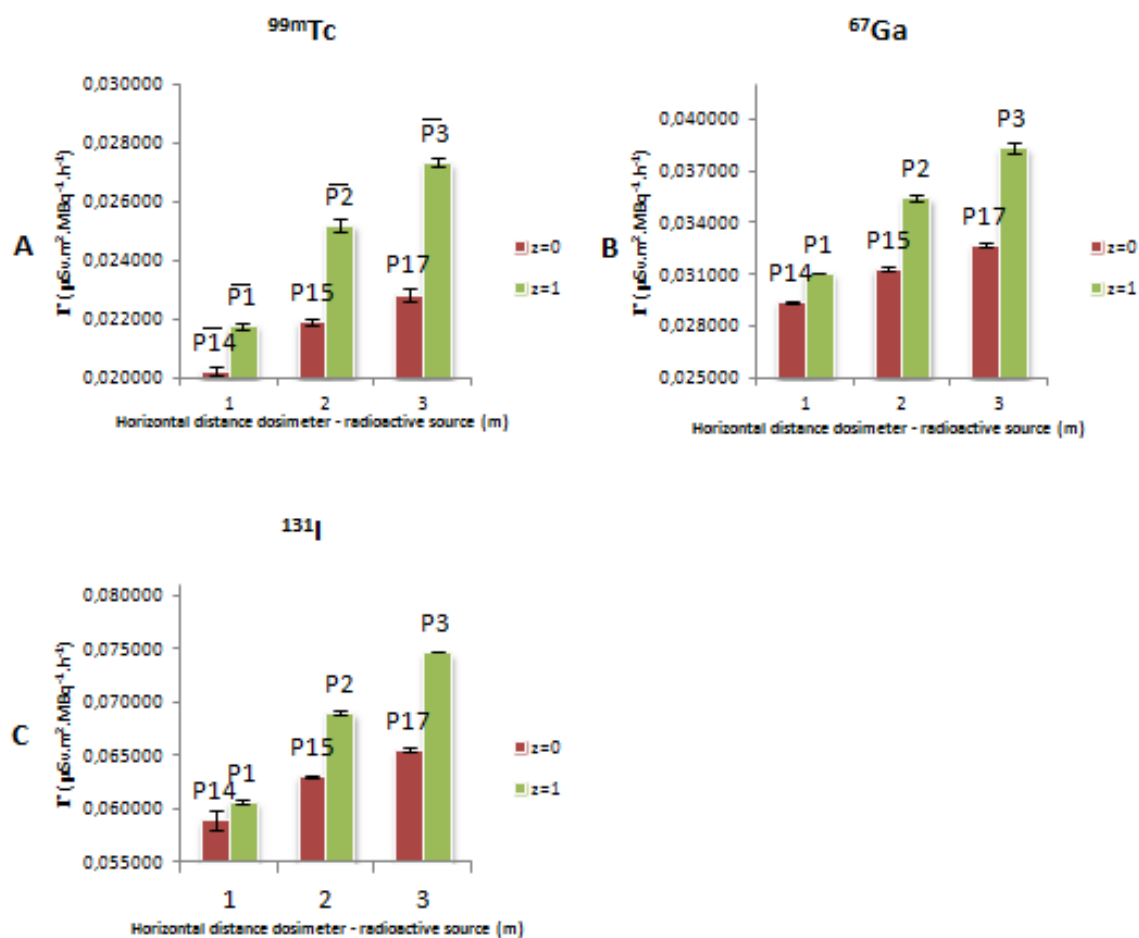 ⁹⁹ᵐTc
A
Γ (μSv.m².MBq⁻¹.h⁻¹)
0,030000
0,028000
0,026000
0,024000
0,022000
0,020000
P14
P1
P15
P2
P17
P3
1 2 3
Horizontal distance dosimeter - radioactive source (m)
z=0
z=1
⁶⁷Ga
B
Γ (μSv.m².MBq⁻¹.h⁻¹)
0,040000
0,037000
0,034000
0,031000
0,028000
0,025000
P14
P1
P15
P2
P17
P3
1 2 3
Horizontal distance dosimeter - radioactive source (m)
z=0
z=1
¹³¹I
C
Γ (μSv.m².MBq⁻¹.h⁻¹)
0,080000
0,075000
0,070000
0,065000
0,060000
0,055000
P14
P1
P15
P2
P17
P3
1 2 3
Horizontal distance dosimeter - radioactive source (m)
z=0
z=1